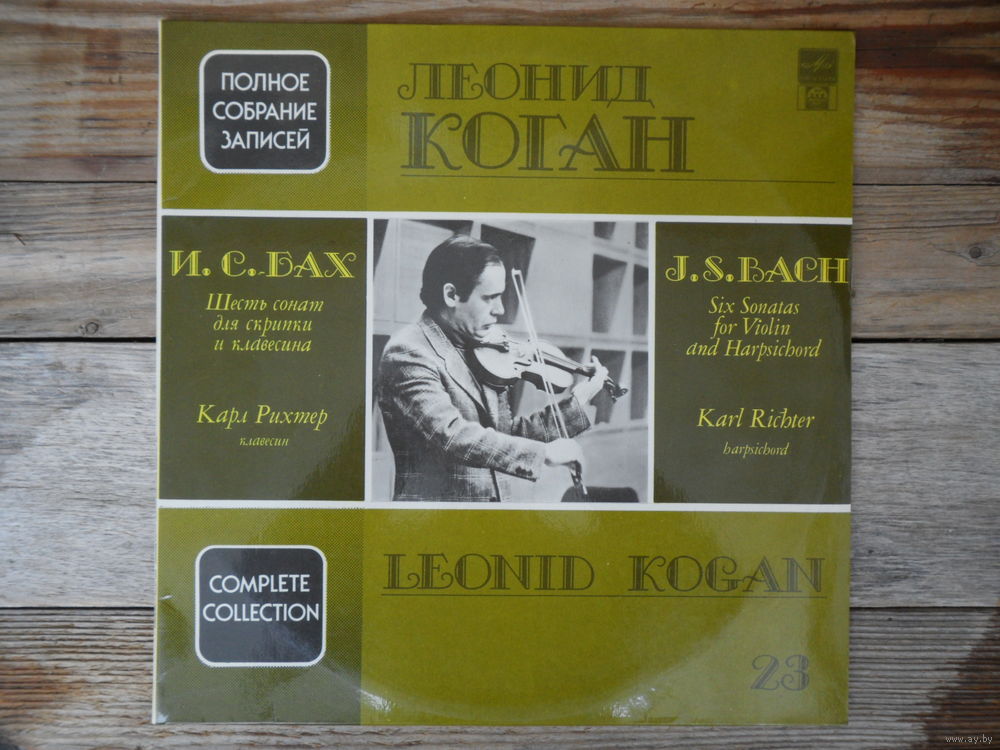 ПОЛНОЕ
СОБРАНИЕ
ЗАПИСЕЙ
ЛЕОНИД
КОГАН
И. С. БАХ
Шесть сонат
для скрипки
и клавесина
Карл Рихтер
клавесин
J. S. BACH
Six Sonatas
for Violin
and Harpsichord
Karl Richter
harpsichord
COMPLETE
COLLECTION
LEONID KOGAN
23
www.ay.by